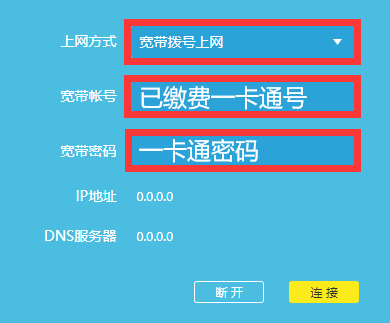 上网方式 宽带拨号上网
宽带帐号 已缴费一卡通号
宽带密码 一卡通密码
IP地址 0.0.0.0
DNS服务器 0.0.0.0
断开 连接